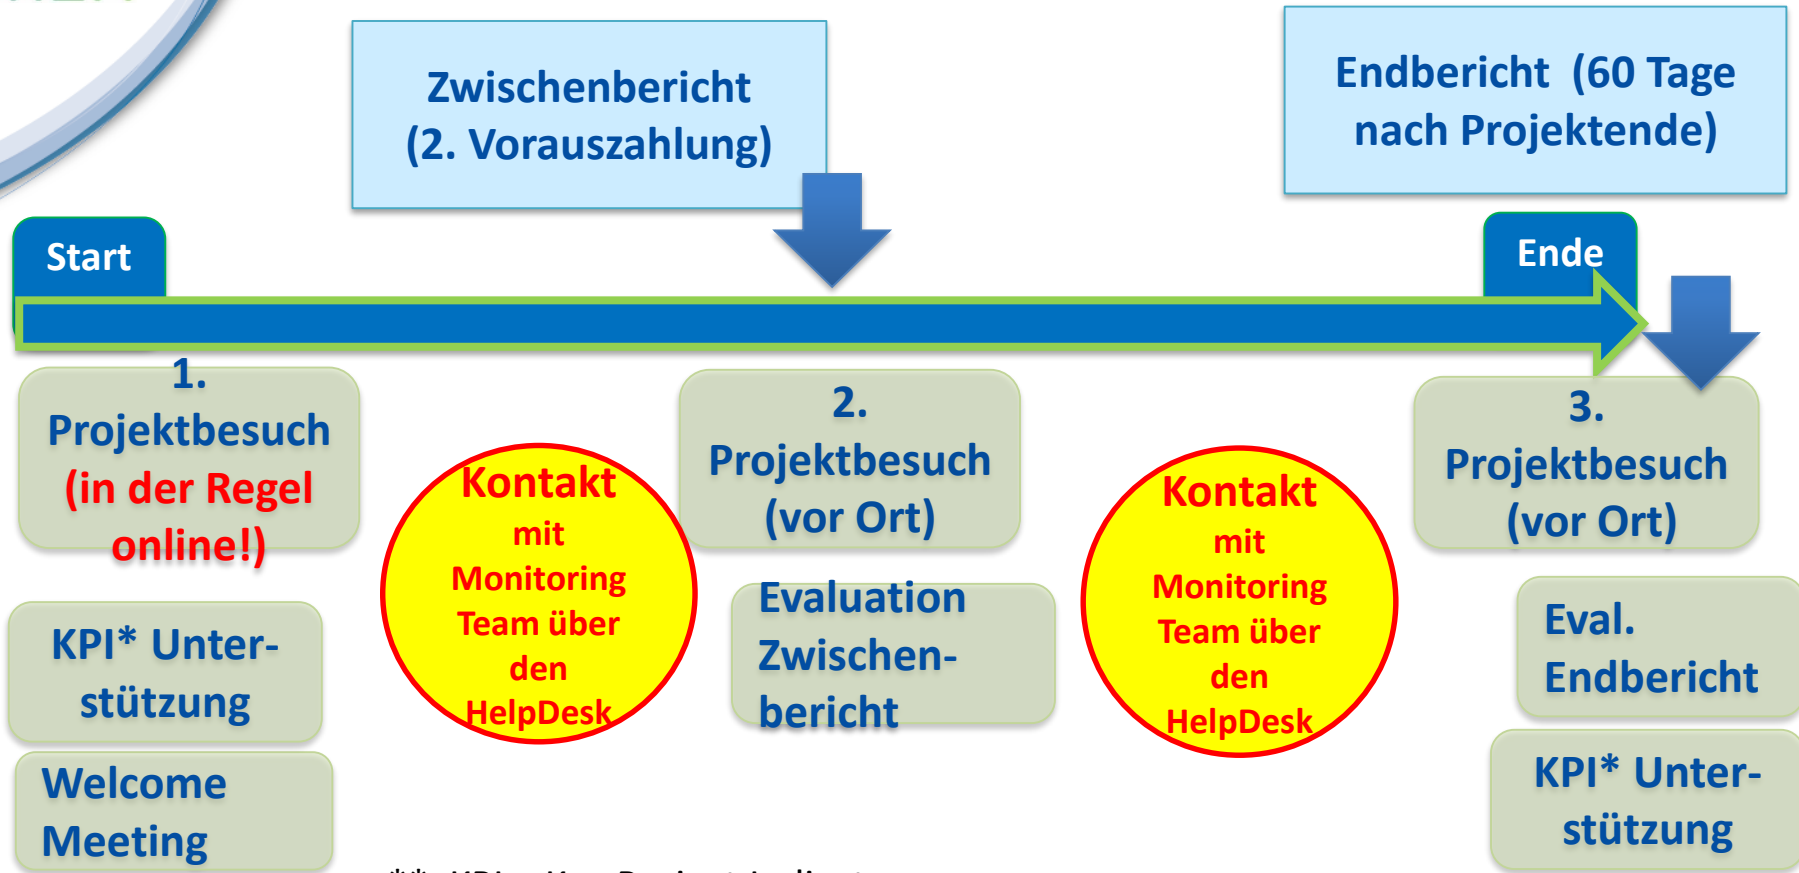 Zwischenbericht
(2. Vorauszahlung)
Endbericht (60 Tage
nach Projektende)
Start
Ende
1.
Projektbesuch
(in der Regel
online!)
Kontakt
mit
Monitoring
Team über
den
HelpDesk
2.
Projektbesuch
(vor Ort)
Kontakt
mit
Monitoring
Team über
den
HelpDesk
3.
Projektbesuch
(vor Ort)
KPI* Unter-
stützung
Evaluation
Zwischen-
bericht
Eval.
Endbericht
Welcome
Meeting
KPI* Unter-
stützung